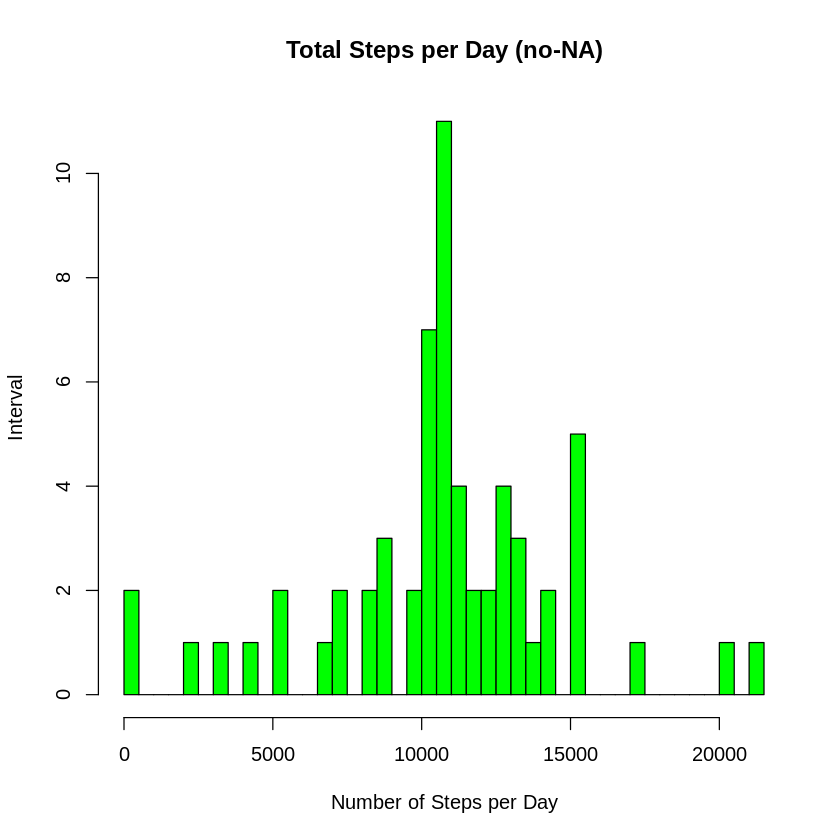 Total Steps per Day (no-NA)
10
8
6
4
2
0
Interval
0 5000 10000 15000 20000
Number of Steps per Day